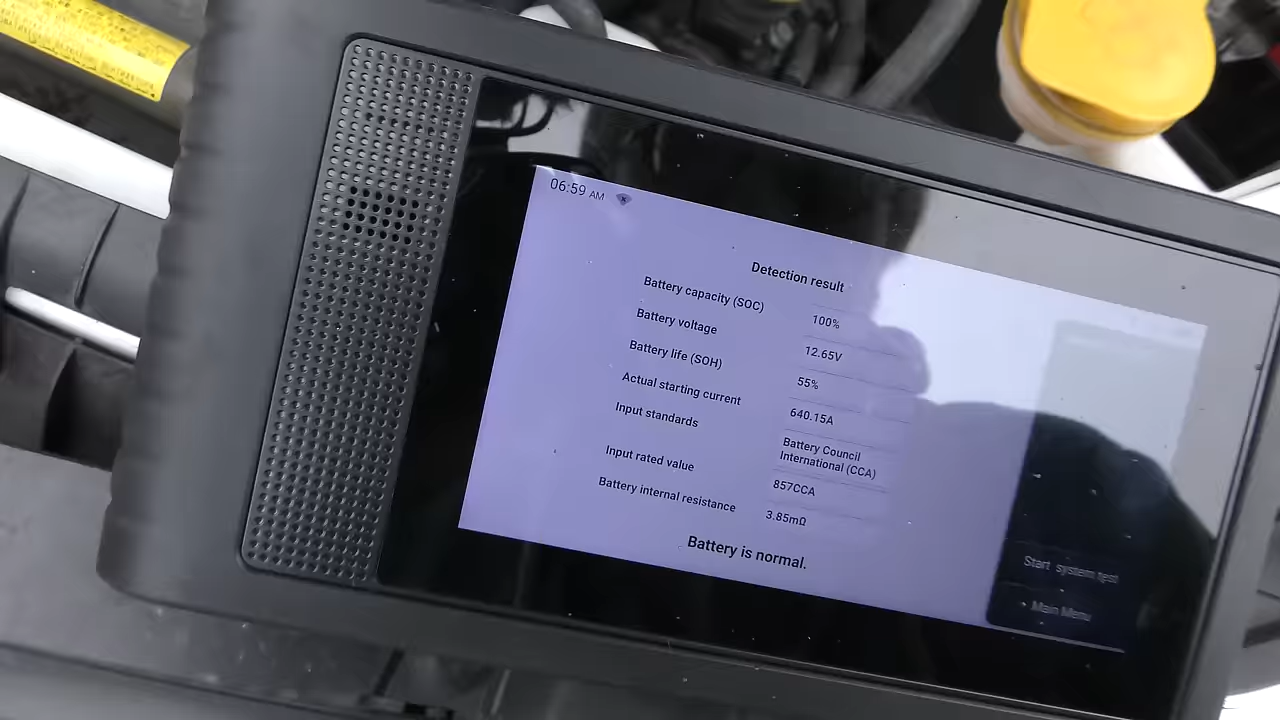 06:59 AM
Detection result
Battery capacity (SOC) 100%
Battery voltage 12.65V
Battery life (SOH) 55%
Actual starting current 640.15A
Input standards Battery Council
International (CCA)
Input rated value 857CCA
Battery internal resistance 3.85mΩ
Battery is normal.
Start system test
Main Menu